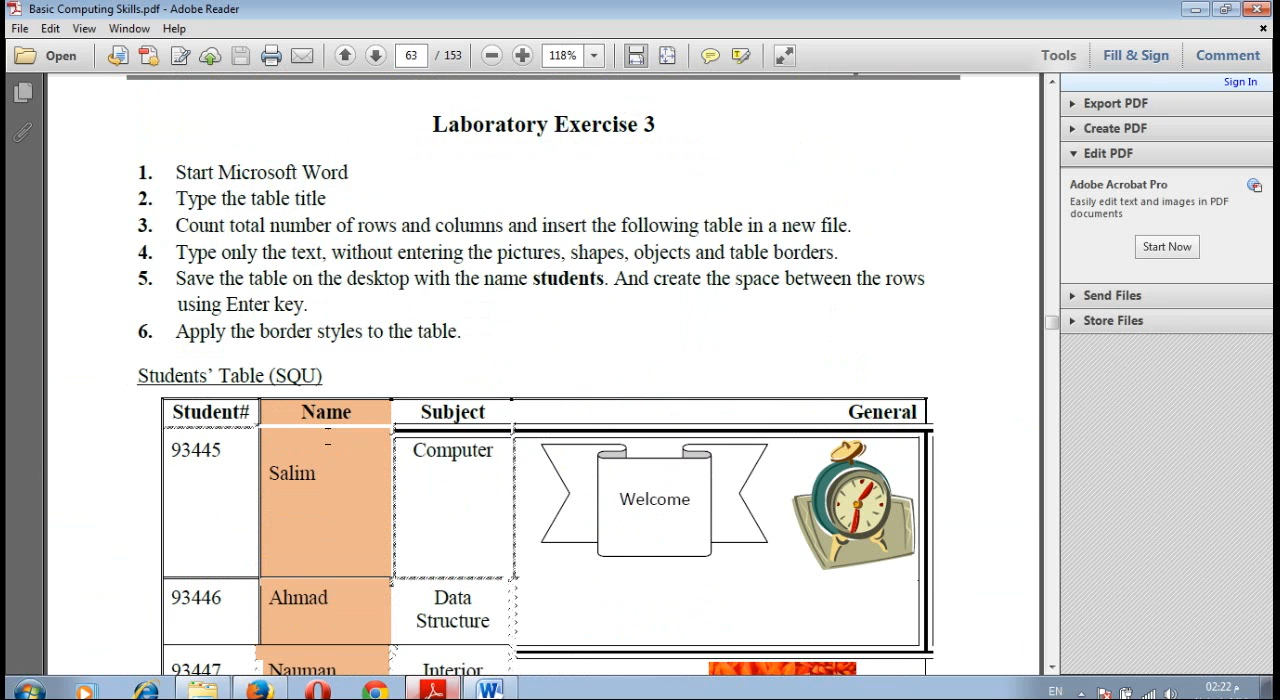 Basic Computing Skills.pdf - Adobe Reader
File Edit View Window Help
Open 63 / 153 118% Tools Fill & Sign Comment
Sign In
Export PDF
Create PDF
Edit PDF
Adobe Acrobat Pro
Easily edit text and images in PDF
documents
Start Now
Send Files
Store Files
Laboratory Exercise 3
1. Start Microsoft Word
2. Type the table title
3. Count total number of rows and columns and insert the following table in a new file.
4. Type only the text, without entering the pictures, shapes, objects and table borders.
5. Save the table on the desktop with the name students. And create the space between the rows
using Enter key.
6. Apply the border styles to the table.
Students' Table (SQU)
Student# Name Subject General
93445 Salim Computer
Welcome
93446 Ahmad Data
Structure
93447 Nauman Interior
EN 02:22 م